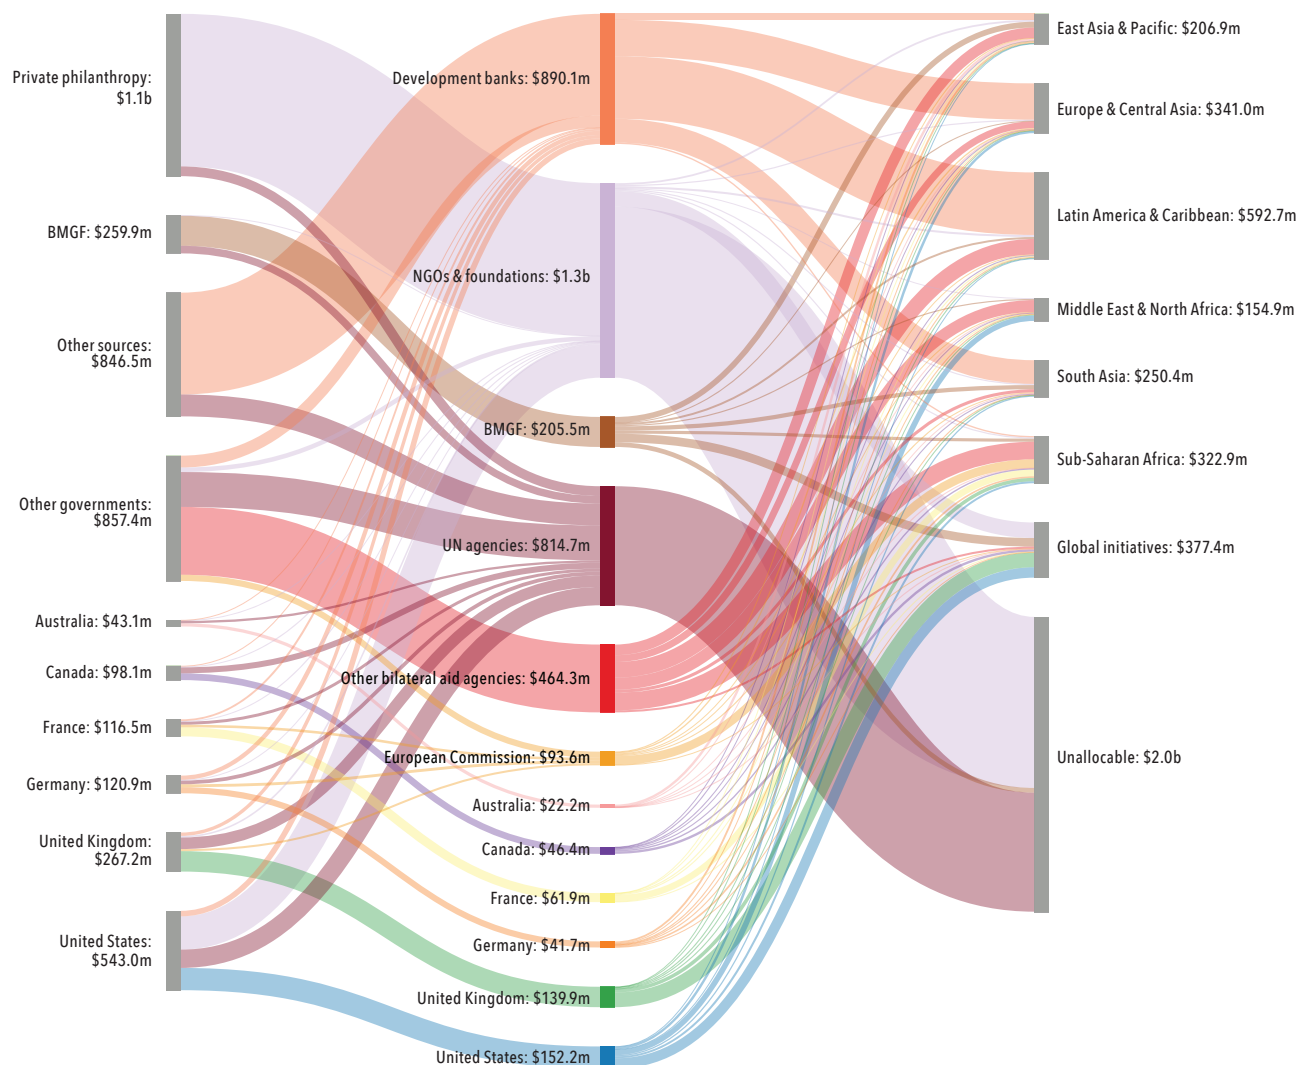 Private philanthropy:
$1.1b
BMGF: $259.9m
Other sources:
$846.5m
Other governments:
$857.4m
Australia: $43.1m
Canada: $98.1m
France: $116.5m
Germany: $120.9m
United Kingdom:
$267.2m
United States:
$543.0m
Development banks: $890.1m
NGOs & foundations: $1.3b
BMGF: $205.5m
UN agencies: $814.7m
Other bilateral aid agencies: $464.3m
European Commission: $93.6m
Australia: $22.2m
Canada: $46.4m
France: $61.9m
Germany: $41.7m
United Kingdom: $139.9m
United States: $152.2m
East Asia & Pacific: $206.9m
Europe & Central Asia: $341.0m
Latin America & Caribbean: $592.7m
Middle East & North Africa: $154.9m
South Asia: $250.4m
Sub-Saharan Africa: $322.9m
Global initiatives: $377.4m
Unallocable: $2.0b